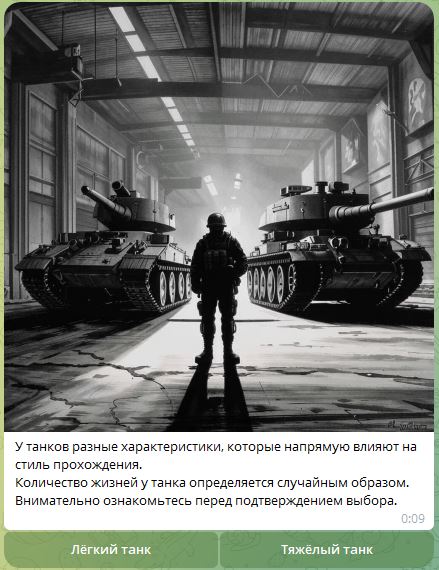 У танков разные характеристики, которые напрямую влияют на
стиль прохождения.
Количество жизней у танка определяется случайным образом.
Внимательно ознакомьтесь перед подтверждением выбора.
0:09
Лёгкий танк
Тяжёлый танк